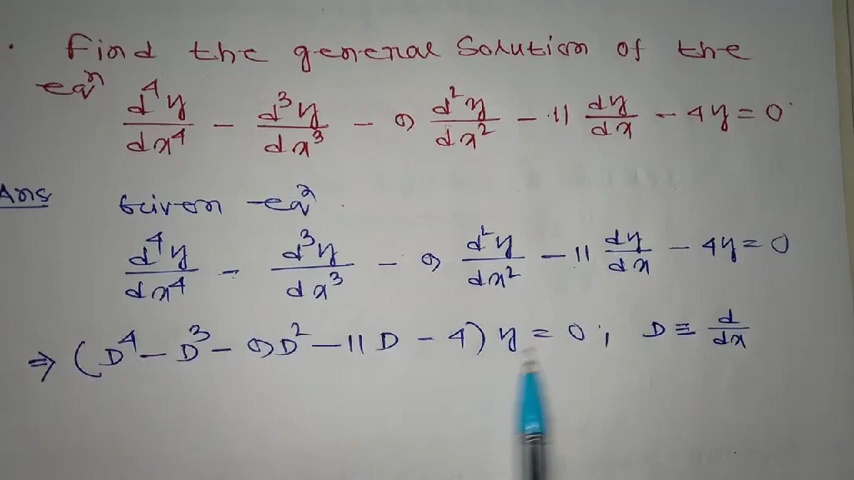 . Find the general Solution of the
eqⁿ d⁴y/dx⁴ - d³y/dx³ - 9 d²y/dx² - 11 dy/dx - 4y = 0.
Ans Given eqⁿ.
d⁴y/dx⁴ - d³y/dx³ - 9 d²y/dx² - 11 dy/dx - 4y = 0
⇒ (D⁴ - D³ - 9D² - 11D - 4) y = 0 ; D ≡ d/dx